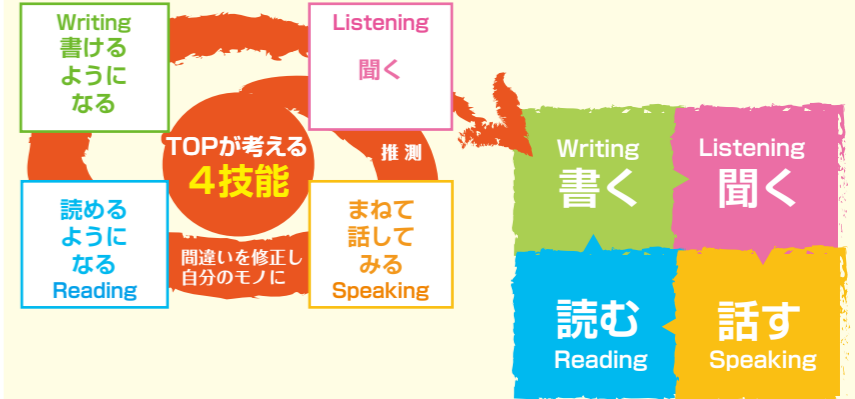 Writing
書ける
ように
なる
Listening
聞く
TOPが考える
4技能
推測
読める
ように
なる
Reading
間違いを修正し
自分のモノに
まねて
話して
みる
Speaking
Writing
書く
Listening
聞く
読む
Reading
話す
Speaking